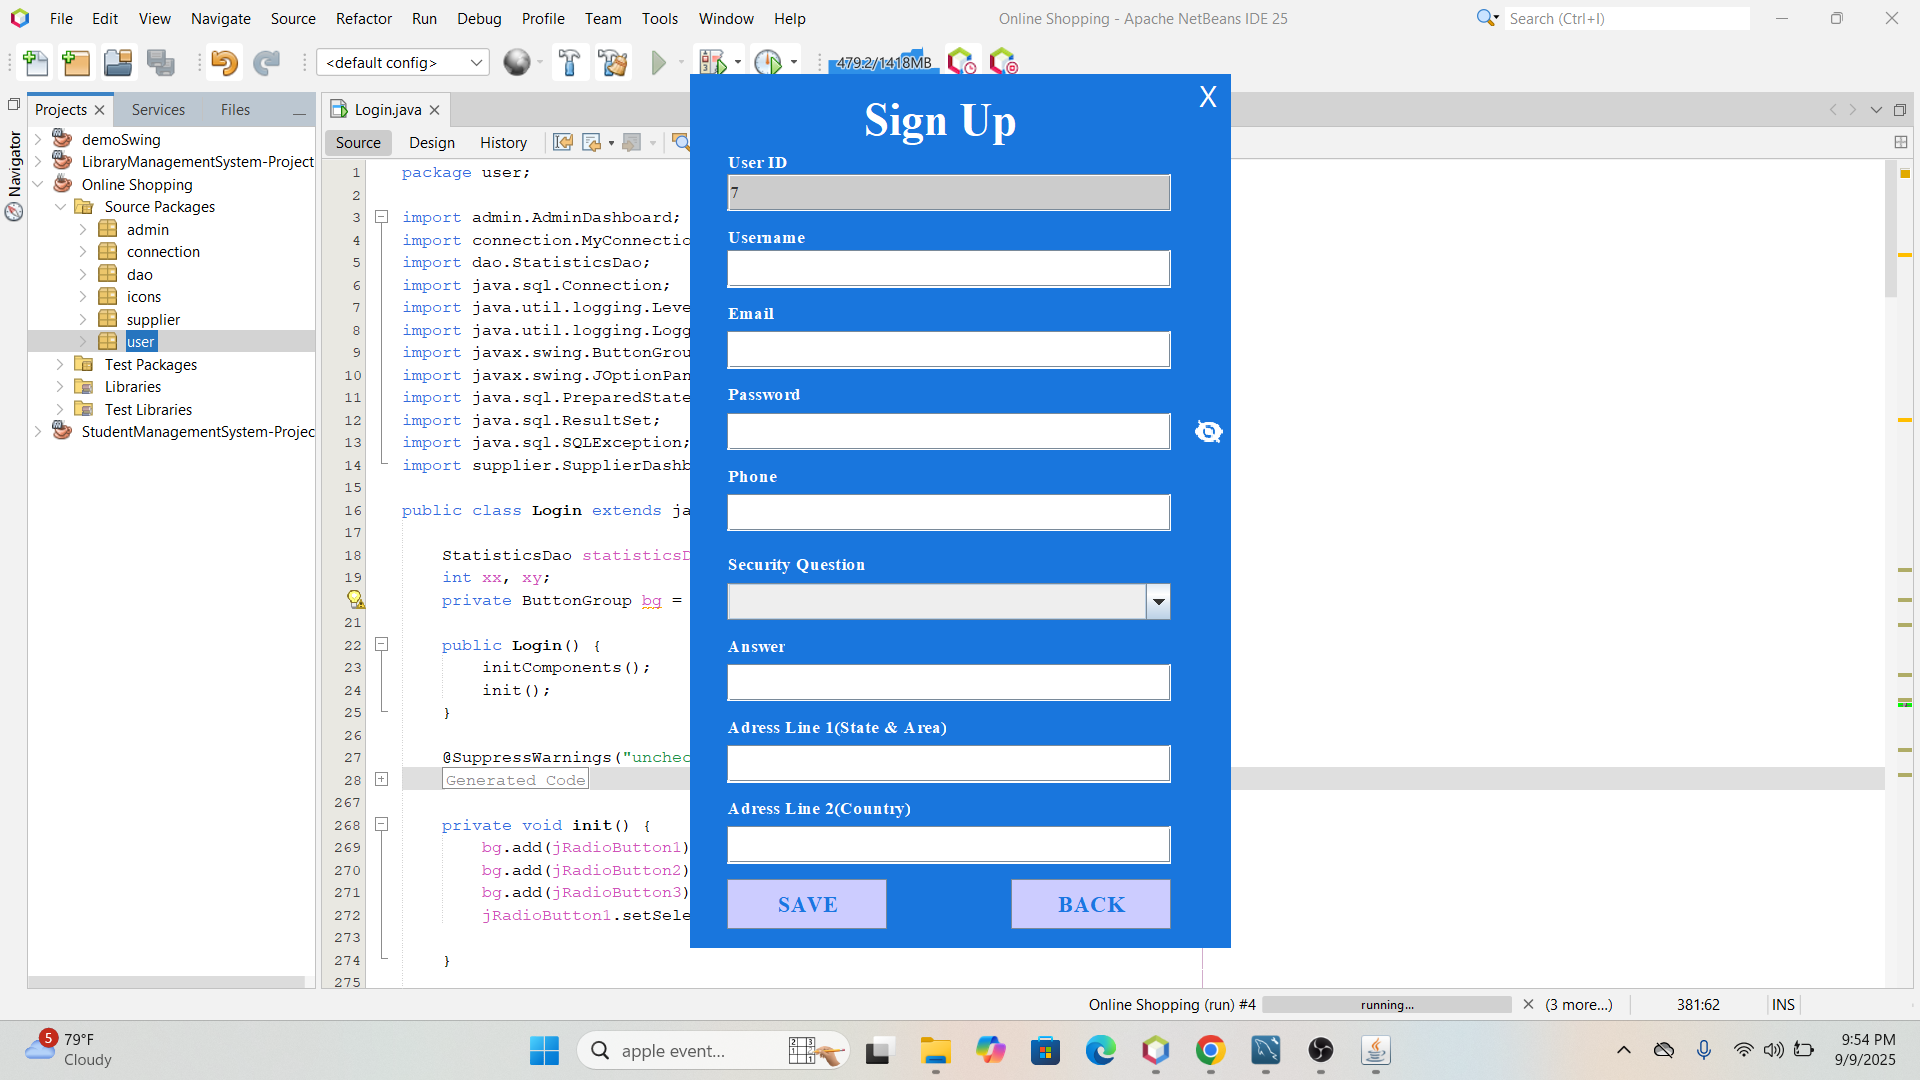 File Edit View Navigate Source Refactor Run Debug Profile Team Tools Window Help
Online Shopping - Apache NetBeans IDE 25
Search (Ctrl+I)
<default config>
479.2/1418MB
Projects
Services
Files
Navigator
demoSwing
LibraryManagementSystem-Project
Online Shopping
Source Packages
admin
connection
dao
icons
supplier
user
Test Packages
Libraries
Test Libraries
StudentManagementSystem-Projec
Login.java
Source Design History
1 package user;
2
3 import admin.AdminDashboard;
4 import connection.MyConnectio
5 import dao.StatisticsDao;
6 import java.sql.Connection;
7 import java.util.logging.Leve
8 import java.util.logging.Logg
9 import javax.swing.ButtonGrou
10 import javax.swing.JOptionPan
11 import java.sql.PreparedState
12 import java.sql.ResultSet;
13 import java.sql.SQLException;
14 import supplier.SupplierDashb
15
16 public class Login extends ja
17
18 StatisticsDao statisticsD
19 int xx, xy;
private ButtonGroup bg =
21
22 public Login() {
23 initComponents();
24 init();
25 }
26
27 @SuppressWarnings("unchec
28 Generated Code
267
268 private void init() {
269 bg.add(jRadioButton1)
270 bg.add(jRadioButton2)
271 bg.add(jRadioButton3)
272 jRadioButton1.setSele
273
274 }
275
X
Sign Up
User ID
7
Username
Email
Password
Phone
Security Question
Answer
Adress Line 1(State & Area)
Adress Line 2(Country)
SAVE
BACK
Online Shopping (run) #4
running...
(3 more...)
381:62
INS
5
79°F
Cloudy
apple event...
9:54 PM
9/9/2025